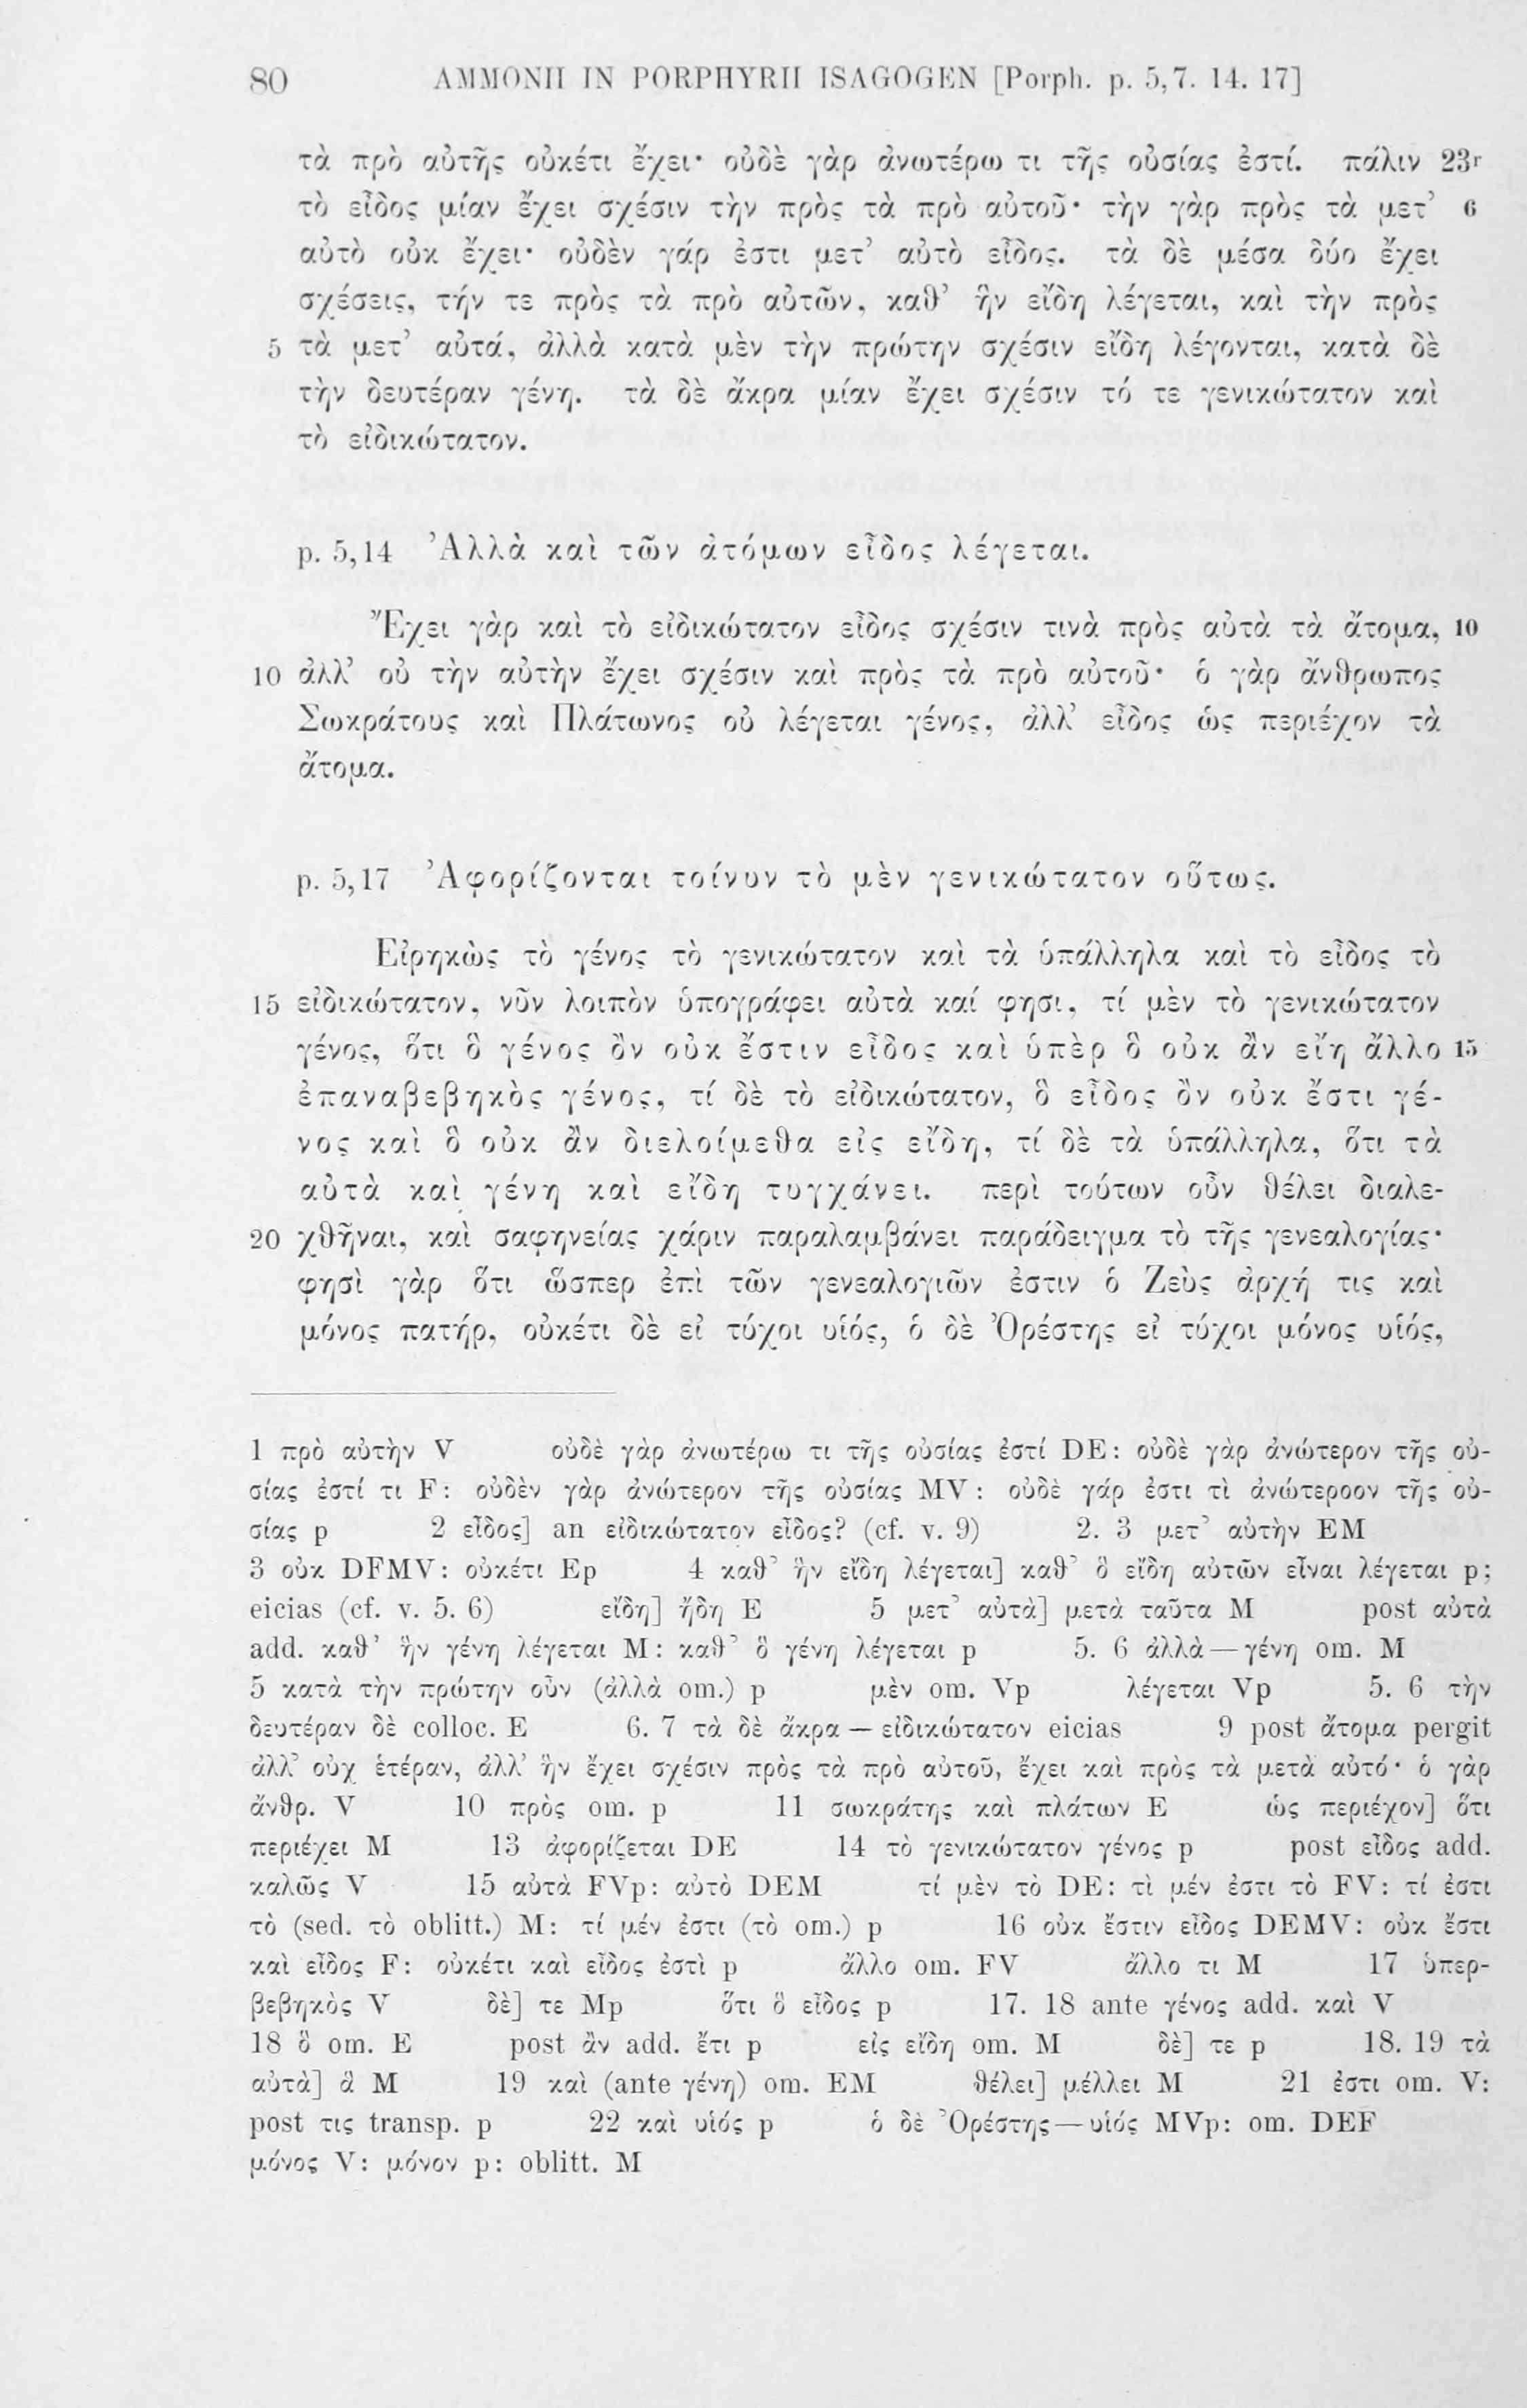 80 AMMONII IN PORPHYRII ISAGOGEN [Porph. p. 5,7. 14. 17]
τὰ πρὸ αὐτῆς οὐκέτι ἔχει· οὐδὲ γὰρ ἀνωτέρω τι τῆς οὐσίας ἐστί. πάλιν 23r
τὸ εἶδος μίαν ἔχει σχέσιν τὴν πρὸς τὰ πρὸ αὐτοῦ· τὴν γὰρ πρὸς τὰ μετ’ 6
αὐτὸ οὐκ ἔχει· οὐδὲν γάρ ἐστι μετ’ αὐτὸ εἶδος. τὰ δὲ μέσα δύο ἔχει
σχέσεις, τήν τε πρὸς τὰ πρὸ αὐτῶν, καθ’ ἣν εἴδη λέγεται, καὶ τὴν πρὸς
5 τὰ μετ’ αὐτά, ἀλλὰ κατὰ μὲν τὴν πρώτην σχέσιν εἴδη λέγονται, κατὰ δὲ
τὴν δευτέραν γένη. τὰ δὲ ἄκρα μίαν ἔχει σχέσιν τό τε γενικώτατον καὶ
τὸ εἰδικώτατον.
p. 5,14 Ἀλλὰ καὶ τῶν ἀτόμων εἶδος λέγεται.
Ἔχει γὰρ καὶ τὸ εἰδικώτατον εἶδος σχέσιν τινὰ πρὸς αὐτὰ τὰ ἄτομα, 10
10 ἀλλ’ οὐ τὴν αὐτὴν ἔχει σχέσιν καὶ πρὸς τὰ πρὸ αὐτοῦ· ὁ γὰρ ἄνθρωπος
Σωκράτους καὶ Πλάτωνος οὐ λέγεται γένος, ἀλλ’ εἶδος ὡς περιέχον τὰ
ἄτομα.
p. 5,17 Ἀφορίζονται τοίνυν τὸ μὲν γενικώτατον οὕτως.
Εἰρηκὼς τὸ γένος τὸ γενικώτατον καὶ τὰ ὑπάλληλα καὶ τὸ εἶδος τὸ
15 εἰδικώτατον, νῦν λοιπὸν ὑπογράφει αὐτὰ καί φησι, τί μὲν τὸ γενικώτατον
γένος, ὅτι ὃ γένος ὂν οὐκ ἔστιν εἶδος καὶ ὑπὲρ ὃ οὐκ ἂν εἴη ἄλλο 15
ἐπαναβεβηκὸς γένος, τί δὲ τὸ εἰδικώτατον, ὃ εἶδος ὂν οὐκ ἔστι γέ-
νος καὶ ὃ οὐκ ἂν διελοίμεθα εἰς εἴδη, τί δὲ τὰ ὑπάλληλα, ὅτι τὰ
αὐτὰ καὶ γένη καὶ εἴδη τυγχάνει. περὶ τούτων οὖν θέλει διαλε-
20 χθῆναι, καὶ σαφηνείας χάριν παραλαμβάνει παράδειγμα τὸ τῆς γενεαλογίας·
φησὶ γὰρ ὅτι ὥσπερ ἐπὶ τῶν γενεαλογιῶν ἐστιν ὁ Ζεὺς ἀρχή τις καὶ
μόνος πατήρ, οὐκέτι δὲ εἰ τύχοι υἱός, ὁ δὲ Ὀρέστης εἰ τύχοι μόνος υἱός,
1 πρὸ αὐτὴν V οὐδὲ γὰρ ἀνωτέρω τι τῆς οὐσίας ἐστί DE: οὐδὲ γὰρ ἀνώτερον τῆς οὐ-
σίας ἐστί τι F: οὐδὲν γὰρ ἀνώτερον τῆς οὐσίας MV: οὐδὲ γάρ ἐστι τὶ ἀνώτεροον τῆς οὐ-
σίας p 2 εἶδος] an εἰδικώτατον εἶδος? (cf. v. 9) 2. 3 μετ’ αὐτὴν EM
3 οὐκ DFMV: οὐκέτι Ep 4 καθ’ ἣν εἴδη λέγεται] καθ’ ὃ εἴδη αὐτῶν εἶναι λέγεται p;
eicias (cf. v. 5. 6) εἴδη] ἤδη E 5 μετ’ αὐτὰ] μετὰ ταῦτα M post αὐτὰ
add. καθ’ ἣν γένη λέγεται M: καθ’ ὃ γένη λέγεται p 5. 6 ἀλλὰ — γένη om. M
5 κατὰ τὴν πρώτην οὖν (ἀλλὰ om.) p μὲν om. Vp λέγεται Vp 5. 6 τὴν
δευτέραν δὲ colloc. E 6. 7 τὰ δὲ ἄκρα — εἰδικώτατον eicias 9 post ἄτομα pergit
ἀλλ’ οὐχ ἑτέραν, ἀλλ’ ἣν ἔχει σχέσιν πρὸς τὰ πρὸ αὐτοῦ, ἔχει καὶ πρὸς τὰ μετὰ αὐτό· ὁ γὰρ
ἄνθρ. V 10 πρὸς om. p 11 σωκράτης καὶ πλάτων E ὡς περιέχον] ὅτι
περιέχει M 13 ἀφορίζεται DE 14 τὸ γενικώτατον γένος p post εἶδος add.
καλῶς V 15 αὐτὰ FVp: αὐτὸ DEM τί μὲν τὸ DE: τὶ μέν ἐστι τὸ FV: τί ἐστι
τὸ (sed. τὸ oblitt.) M: τί μέν ἐστι (τὸ om.) p 16 οὐκ ἔστιν εἶδος DEMV: οὐκ ἔστι
καὶ εἶδος F: οὐκέτι καὶ εἶδος ἐστὶ p ἄλλο om. FV ἄλλο τι M 17 ὑπερ-
βεβηκὸς V δὲ] τε Mp ὅτι ὃ εἶδος p 17. 18 ante γένος add. καὶ V
18 ὃ om. E post ἂν add. ἔτι p εἰς εἴδη om. M δὲ] τε p 18. 19 τὰ
αὐτὰ] ἃ M 19 καὶ (ante γένη) om. EM θέλει] μέλλει M 21 ἐστι om. V:
post τις transp. p 22 καὶ υἱός p ὁ δὲ Ὀρέστης — υἱός MVp: om. DEF
μόνος V: μόνον p: oblitt. M